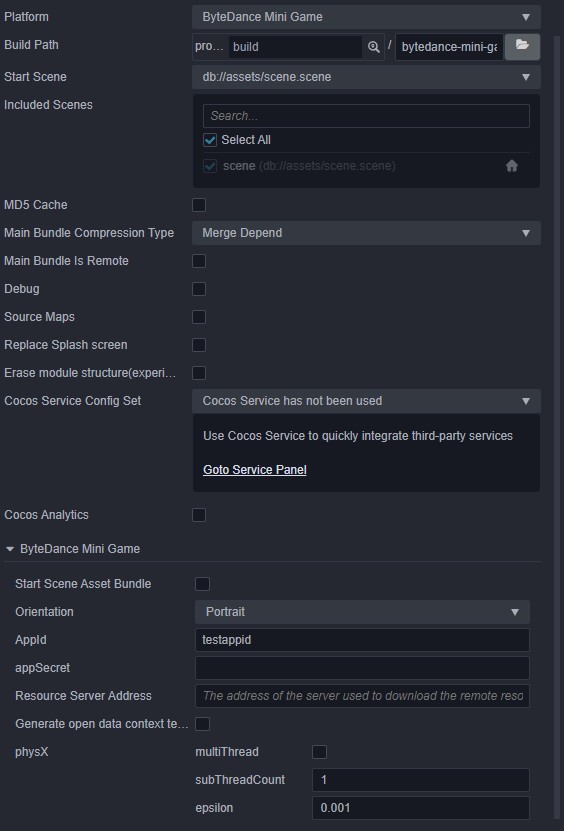 Platform ByteDance Mini Game
Build Path pro... build / bytedance-mini-ga
Start Scene db://assets/scene.scene
Included Scenes
Search...
Select All
scene (db://assets/scene.scene)
MD5 Cache
Main Bundle Compression Type Merge Depend
Main Bundle Is Remote
Debug
Source Maps
Replace Splash screen
Erase module structure(experi...
Cocos Service Config Set Cocos Service has not been used
Use Cocos Service to quickly integrate third-party services
Goto Service Panel
Cocos Analytics
ByteDance Mini Game
Start Scene Asset Bundle
Orientation Portrait
AppId testappid
appSecret
Resource Server Address The address of the server used to download the remote reso
Generate open data context te...
physX multiThread
subThreadCount 1
epsilon 0.001